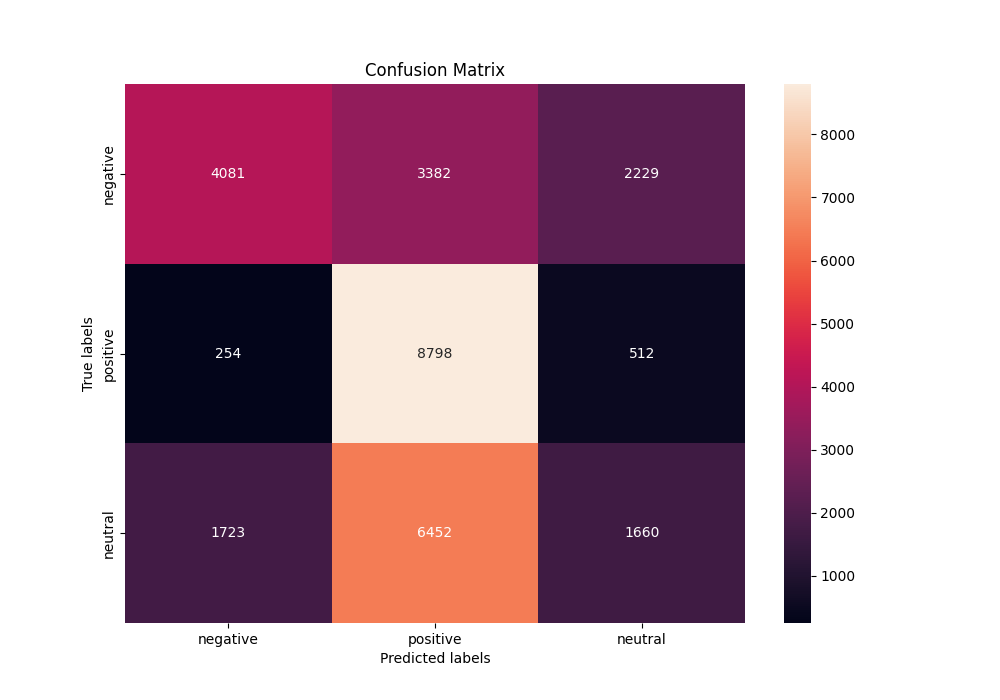 Confusion Matrix
True labels
negative
positive
neutral
4081 3382 2229
254 8798 512
1723 6452 1660
negative positive neutral
Predicted labels
8000
7000
6000
5000
4000
3000
2000
1000